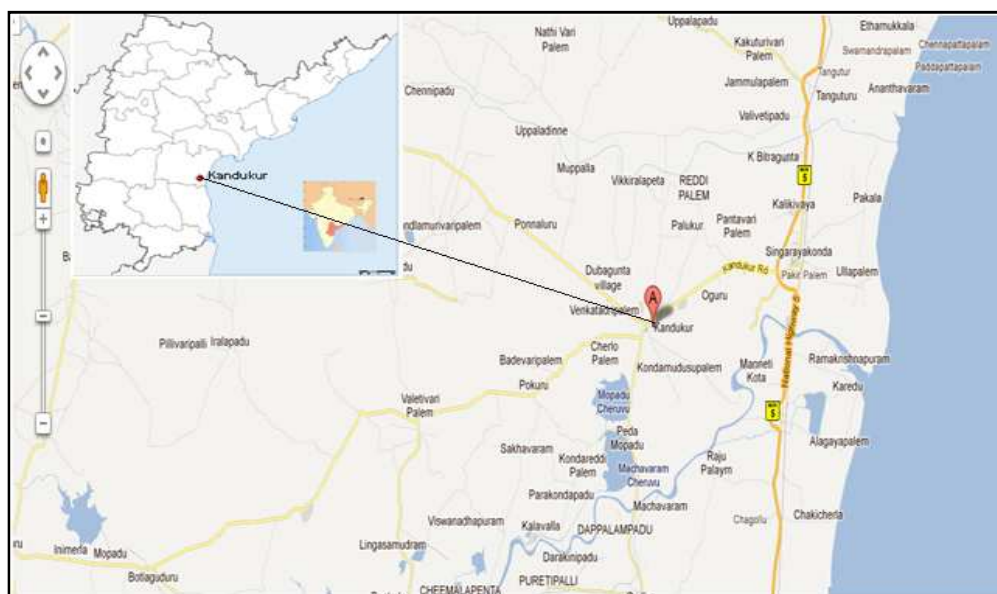 Kandukur
Nathi Vari
Palem
Uppalapadu
Ethamukkala
Kakuturivari
Palem
Swarnandrapalem
Chennapattapalem
Paddapattapalem
Chennipadu
Jammulapalem
Tangutur
Tanguturu
Ananthavaram
Valivetipadu
Uppaladinne
K Bitragunta
Muppalla
Vikkiralapeta
REDDI
PALEM
5
Kalikivaya
Pakala
ndlamurivaripalem
Ponnaluru
Palukur
Pantavari
Palem
Singarayakonda
Dubagunta
village
Kandukur Rd
Pakir Palem
Ullapalem
A
Oguru
Venkatadripalem
Kandukur
National Highway 5
Pillivaripalli
Iralapadu
Cherlo
Palem
Badevaripalem
Kondamudusupalem
Manneti
Kota
Ramakrishnapuram
Karedu
Pokuru
Mopadu
Cheruvu
Valetivari
Palem
5
Peda
Mopadu
Alagayapalem
Sakhavaram
Kondareddi
Palem
Machavaram
Cheruvu
Raju
Palaym
Parakondapadu
Machavaram
Viswanadhapuram
Kalavalla
DAPPALAMPADU
Chagollu
Chakicherla
Inimerla
Mopadu
Lingasamudram
Darakinipadu
Botlaguduru
CHEEMALAPENTA
PURETIPALLI